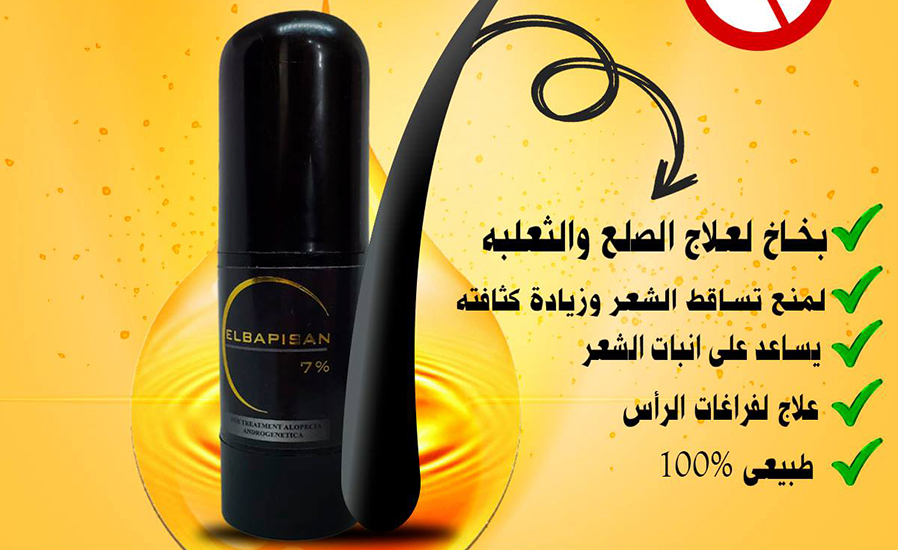 بخاخ لعلاج الصلع والثعلبه
لمنع تساقط الشعر وزيادة كثافته
يساعد على انبات الشعر
علاج لفراغات الرأس
طبيعى 100%
ELBAPISAN
7%
FOR TREATMENT ALOPECIA
ANDROGENETICA